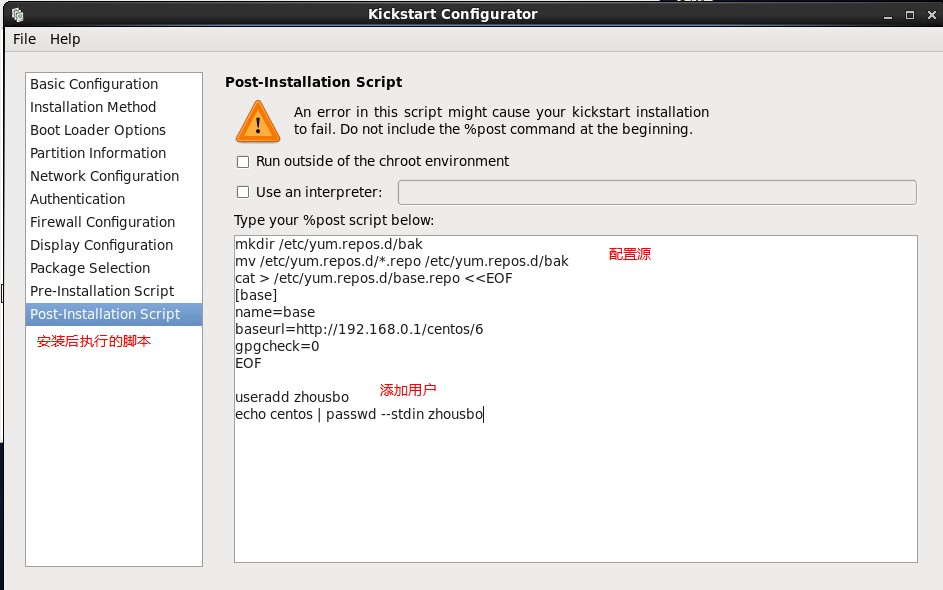 Kickstart Configurator
File Help
Basic Configuration
Installation Method
Boot Loader Options
Partition Information
Network Configuration
Authentication
Firewall Configuration
Display Configuration
Package Selection
Pre-Installation Script
Post-Installation Script
安装后执行的脚本
Post-Installation Script
An error in this script might cause your kickstart installation
to fail. Do not include the %post command at the beginning.
Run outside of the chroot environment
Use an interpreter:
Type your %post script below:
mkdir /etc/yum.repos.d/bak
mv /etc/yum.repos.d/*.repo /etc/yum.repos.d/bak
配置源
cat > /etc/yum.repos.d/base.repo <<EOF
[base]
name=base
baseurl=http://192.168.0.1/centos/6
gpgcheck=0
EOF
添加用户
useradd zhousbo
echo centos | passwd --stdin zhousbo